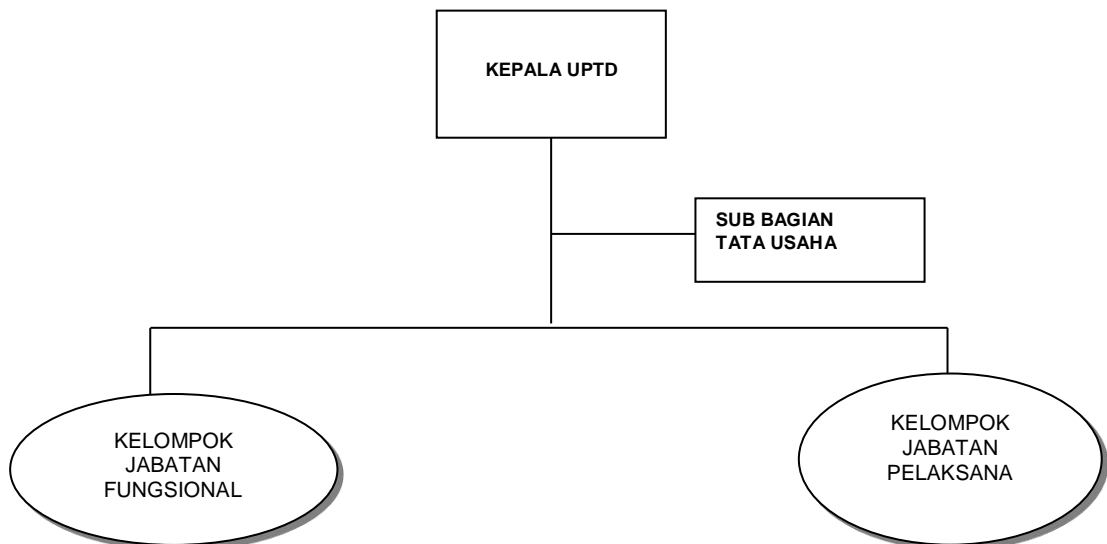 KEPALA UPTD
SUB BAGIAN
TATA USAHA
KELOMPOK
JABATAN
FUNGSIONAL
KELOMPOK
JABATAN
PELAKSANA